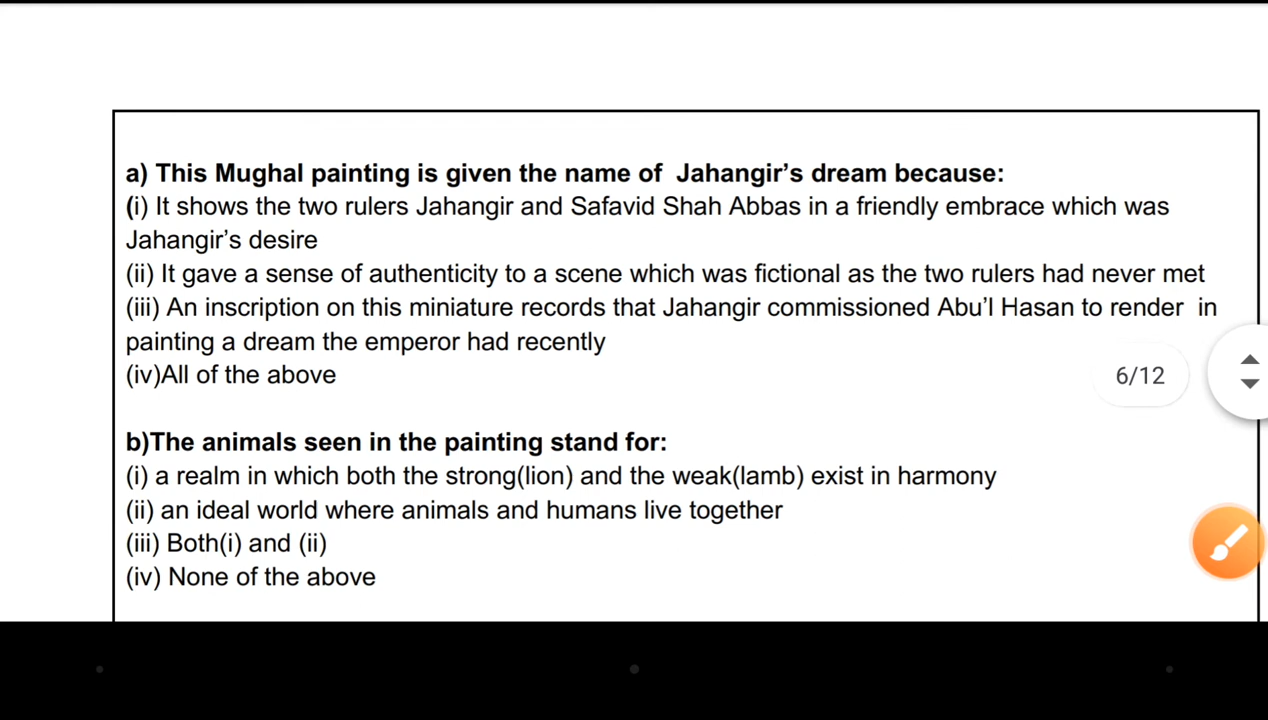 a) This Mughal painting is given the name of Jahangir’s dream because:
(i) It shows the two rulers Jahangir and Safavid Shah Abbas in a friendly embrace which was
Jahangir’s desire
(ii) It gave a sense of authenticity to a scene which was fictional as the two rulers had never met
(iii) An inscription on this miniature records that Jahangir commissioned Abu’l Hasan to render in
painting a dream the emperor had recently
(iv)All of the above
6/12
b)The animals seen in the painting stand for:
(i) a realm in which both the strong(lion) and the weak(lamb) exist in harmony
(ii) an ideal world where animals and humans live together
(iii) Both(i) and (ii)
(iv) None of the above